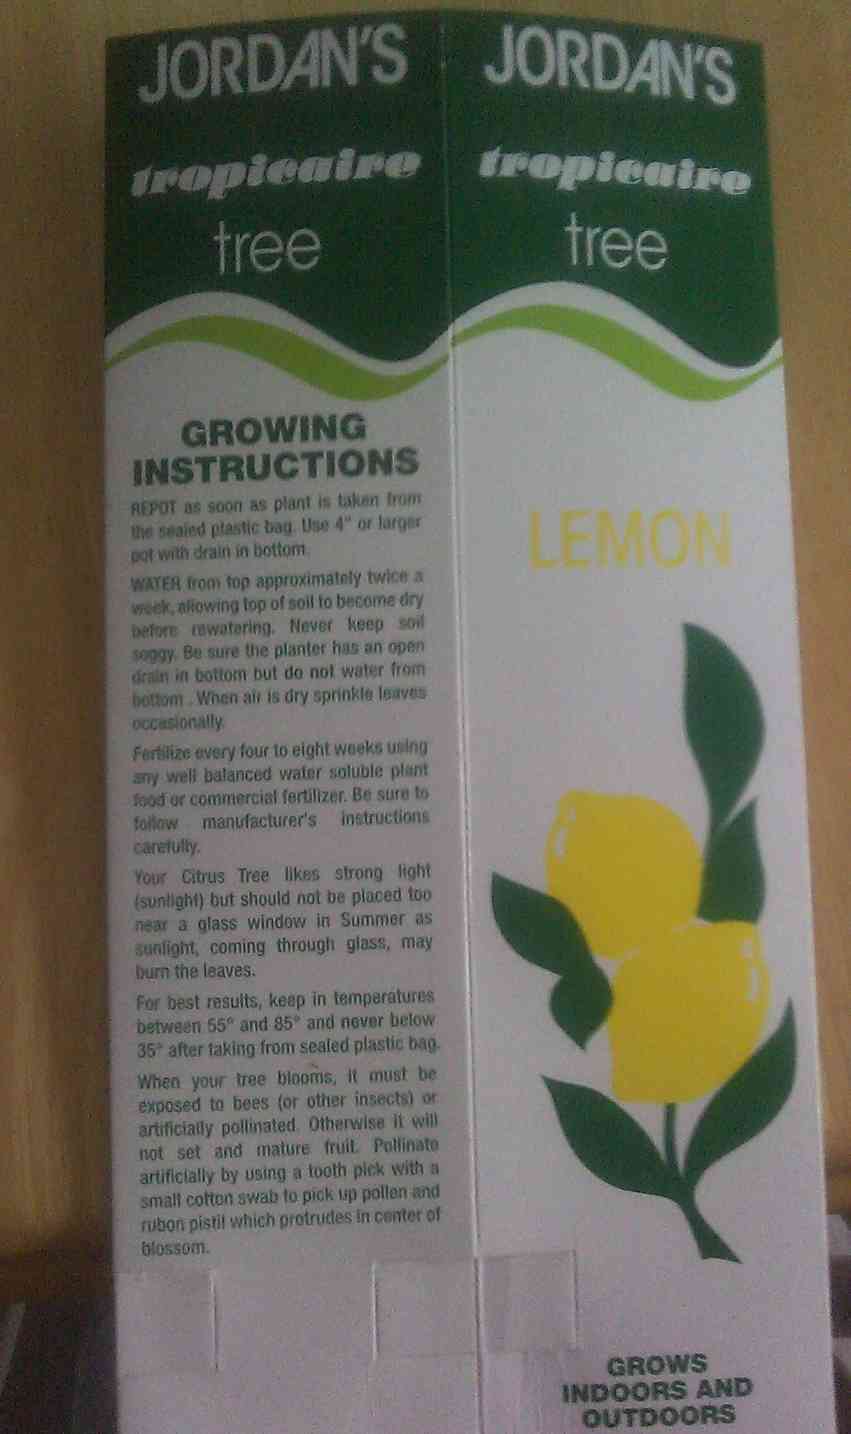 JORDAN'S
tropicaire
tree
GROWING
INSTRUCTIONS
REPOT as soon as plant is taken from
the sealed plastic bag. Use 4" or larger
pot with drain in bottom.
WATER from top approximately twice a
week, allowing top of soil to become dry
before rewatering. Never keep soil
soggy. Be sure the planter has an open
drain in bottom but do not water from
bottom . When air is dry sprinkle leaves
occasionally.
Fertilize every four to eight weeks using
any well balanced water soluble plant
food or commercial fertilizer. Be sure to
follow manufacturer's instructions
carefully.
Your Citrus Tree likes strong light
(sunlight) but should not be placed too
near a glass window in Summer as
sunlight, coming through glass, may
burn the leaves.
For best results, keep in temperatures
between 55° and 85° and never below
35° after taking from sealed plastic bag.
When your tree blooms, it must be
exposed to bees (or other insects) or
artificially pollinated. Otherwise it will
not set and mature fruit. Pollinate
artificially by using a tooth pick with a
small cotton swab to pick up pollen and
rubon pistil which protrudes in center of
blossom.
JORDAN'S
tropicaire
tree
LEMON
GROWS
INDOORS AND
OUTDOORS